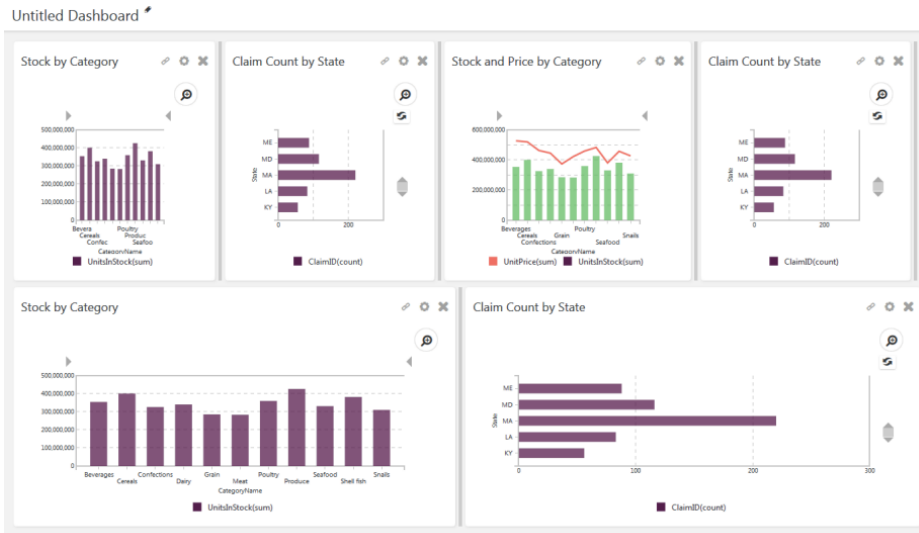 Untitled Dashboard
Stock by Category
500,000,000
400,000,000
300,000,000
200,000,000
100,000,000
0
Bevera Poultry
Cereals Produc
Confec Seafoo
CategoryName
UnitsInStock(sum)
Claim Count by State
State
ME
MD
MA
LA
KY
0 200
ClaimID(count)
Stock and Price by Category
600,000,000
400,000,000
200,000,000
0
Beverages Grain Poultry Snails
Cereals Seafood
Confections
CategoryName
UnitPrice(sum) UnitsInStock(sum)
Claim Count by State
State
ME
MD
MA
LA
KY
0 200
ClaimID(count)
Stock by Category
500,000,000
400,000,000
300,000,000
200,000,000
100,000,000
0
Beverages Confections Grain Poultry Seafood Snails
Cereals Dairy Meat Produce Shell fish
CategoryName
UnitsInStock(sum)
Claim Count by State
State
ME
MD
MA
LA
KY
0 100 200 300
ClaimID(count)